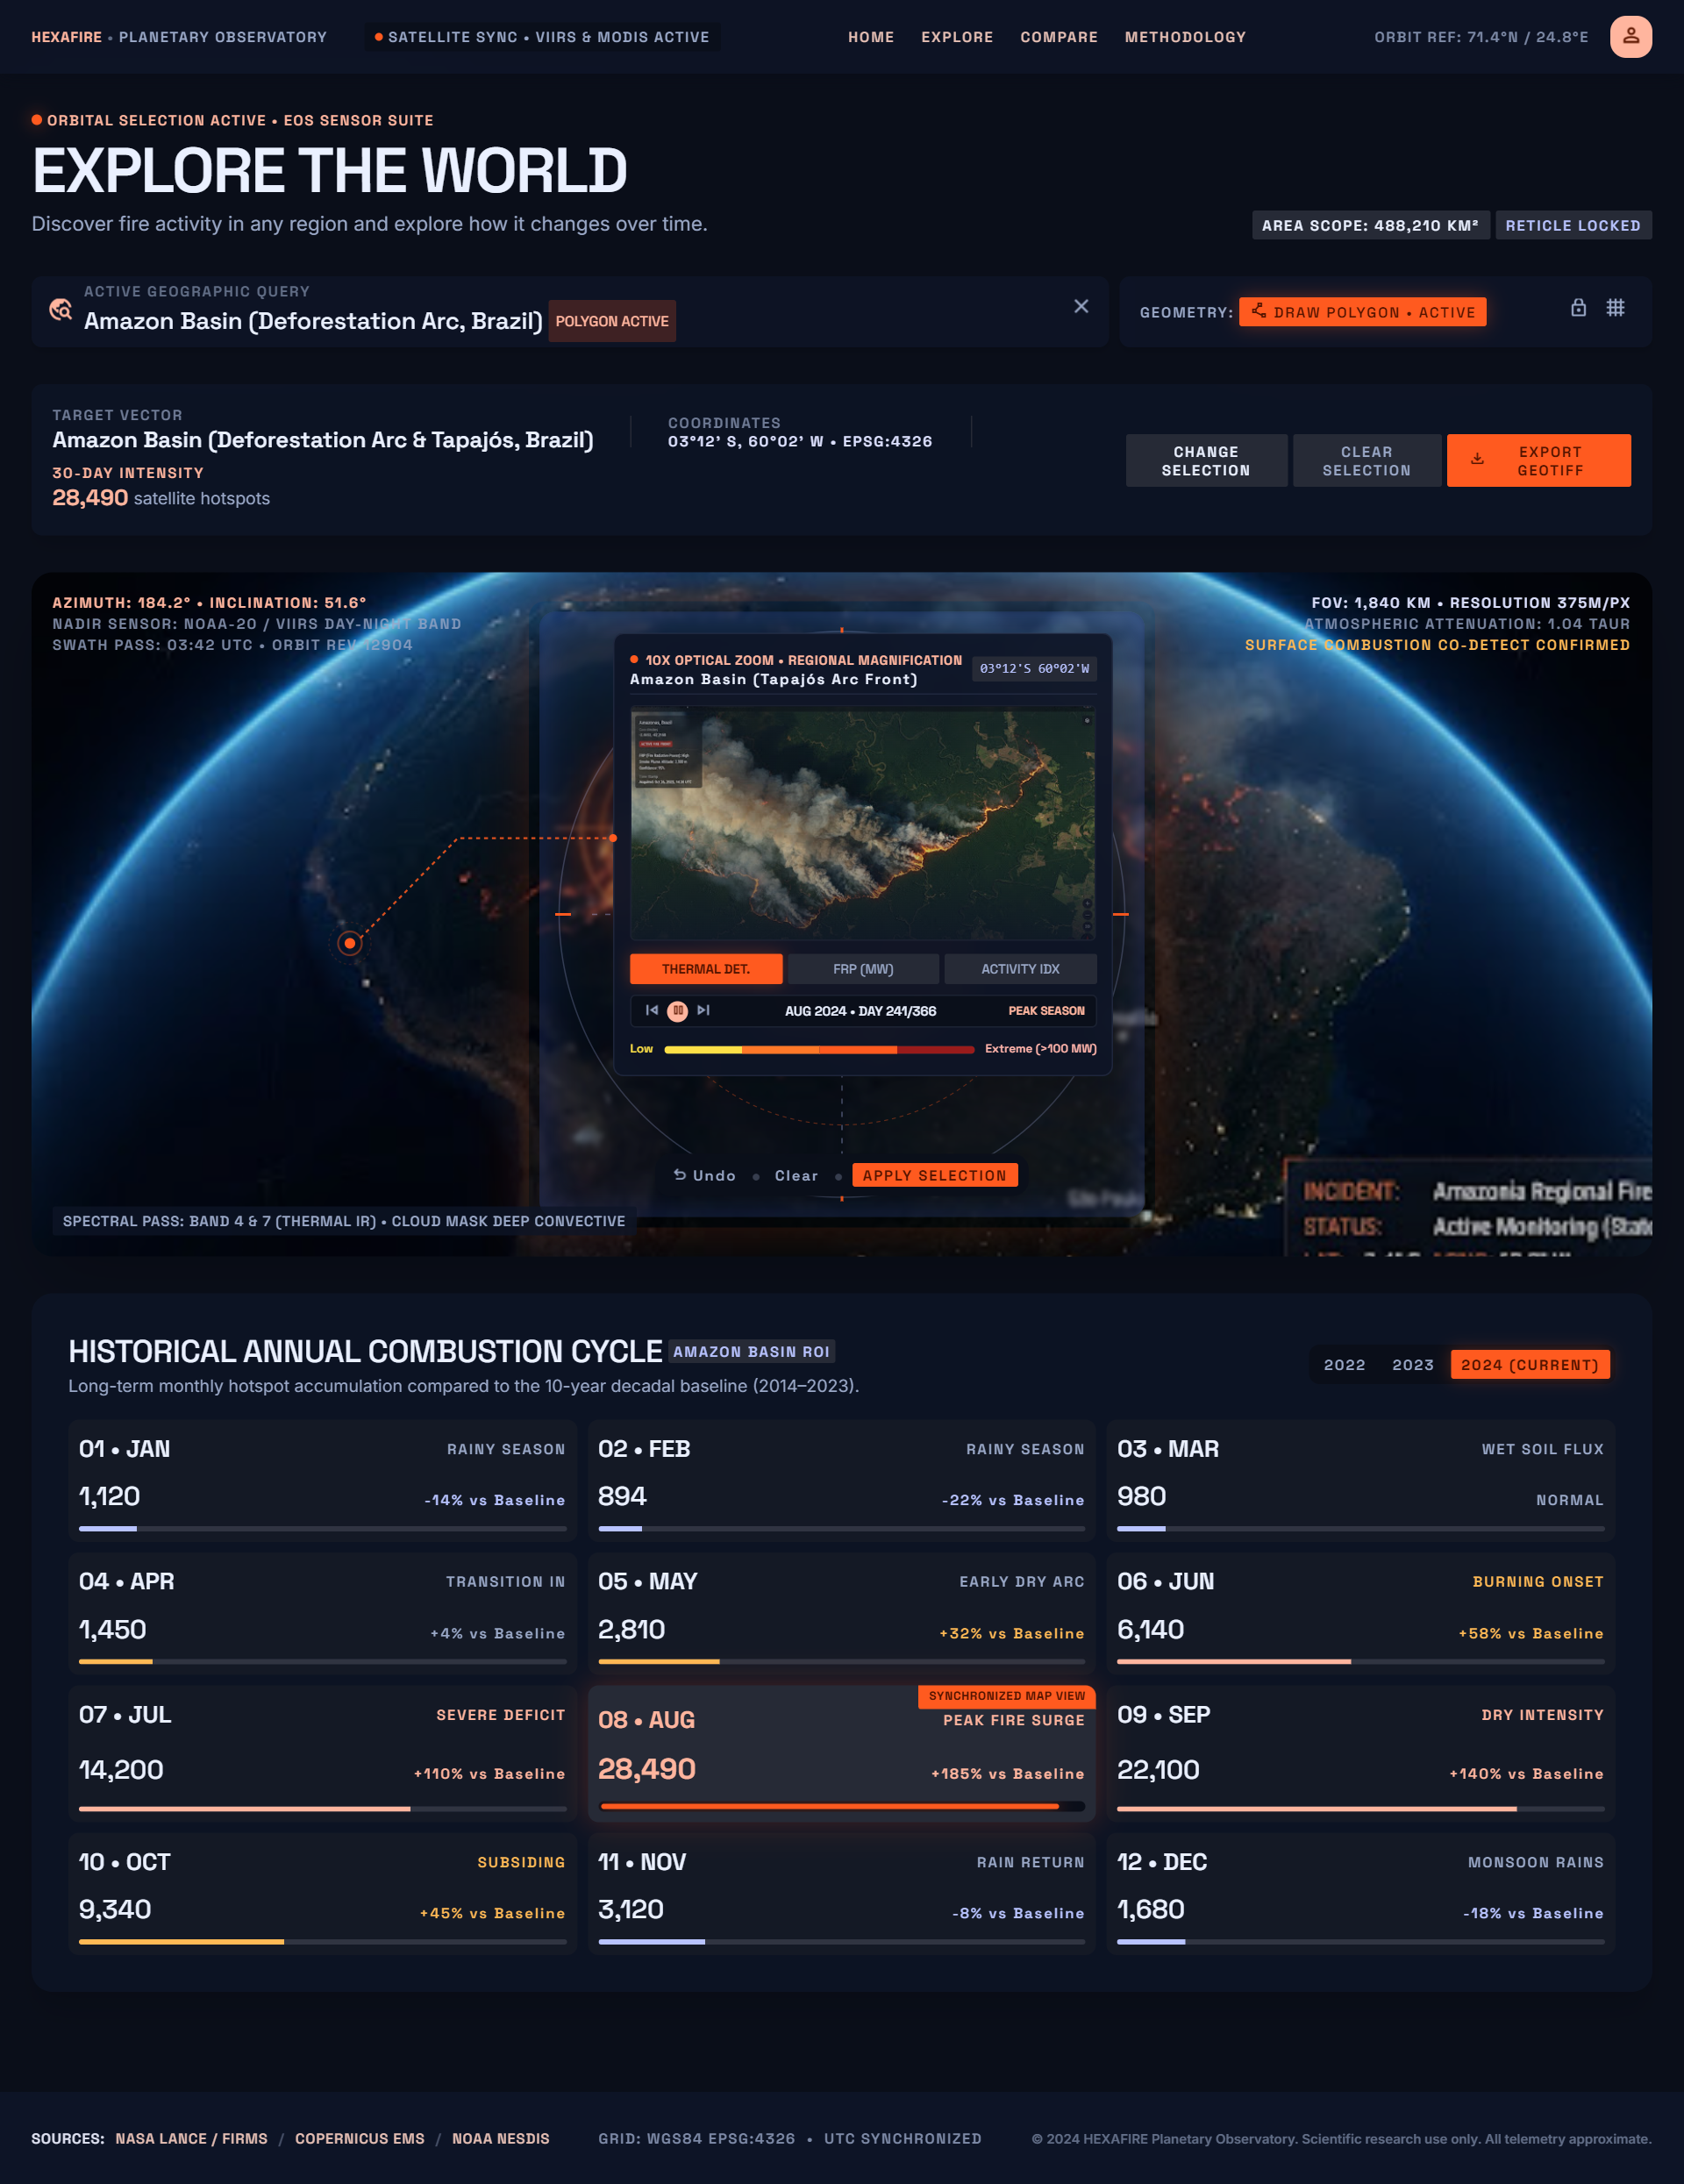 HEXAFIRE • PLANETARY OBSERVATORY
SATELLITE SYNC • VIIRS & MODIS ACTIVE
HOME EXPLORE COMPARE METHODOLOGY
ORBIT REF: 71.4°N / 24.8°E
ORBITAL SELECTION ACTIVE • EOS SENSOR SUITE
EXPLORE THE WORLD
Discover fire activity in any region and explore how it changes over time.
AREA SCOPE: 488,210 KM²
RETICLE LOCKED
ACTIVE GEOGRAPHIC QUERY
Amazon Basin (Deforestation Arc, Brazil) POLYGON ACTIVE
GEOMETRY: DRAW POLYGON • ACTIVE
TARGET VECTOR
Amazon Basin (Deforestation Arc & Tapajós, Brazil)
30-DAY INTENSITY
28,490 satellite hotspots
COORDINATES
03°12' S, 60°02' W • EPSG:4326
CHANGE
SELECTION
CLEAR
SELECTION
EXPORT
GEOTIFF
AZIMUTH: 184.2° • INCLINATION: 51.6°
NADIR SENSOR: NOAA-20 / VIIRS DAY-NIGHT BAND
SWATH PASS: 03:42 UTC • ORBIT REV 12904
FOV: 1,840 KM • RESOLUTION 375M/PX
ATMOSPHERIC ATTENUATION: 1.04 TAUR
SURFACE COMBUSTION CO-DETECT CONFIRMED
10X OPTICAL ZOOM • REGIONAL MAGNIFICATION
Amazon Basin (Tapajós Arc Front)
03°12'S 60°02'W
THERMAL DET.
FRP (MW)
ACTIVITY IDX
AUG 2024 • DAY 241/366
PEAK SEASON
Low
Extreme (>100 MW)
Undo • Clear • APPLY SELECTION
SPECTRAL PASS: BAND 4 & 7 (THERMAL IR) • CLOUD MASK DEEP CONVECTIVE
INCIDENT: Amazonia Regional Fire
STATUS: Active Monitoring (State
HISTORICAL ANNUAL COMBUSTION CYCLE AMAZON BASIN ROI
Long-term monthly hotspot accumulation compared to the 10-year decadal baseline (2014–2023).
2022 2023 2024 (CURRENT)
01 • JAN RAINY SEASON
1,120 -14% vs Baseline
02 • FEB RAINY SEASON
894 -22% vs Baseline
03 • MAR WET SOIL FLUX
980 NORMAL
04 • APR TRANSITION IN
1,450 +4% vs Baseline
05 • MAY EARLY DRY ARC
2,810 +32% vs Baseline
06 • JUN BURNING ONSET
6,140 +58% vs Baseline
07 • JUL SEVERE DEFICIT
14,200 +110% vs Baseline
SYNCHRONIZED MAP VIEW
08 • AUG PEAK FIRE SURGE
28,490 +185% vs Baseline
09 • SEP DRY INTENSITY
22,100 +140% vs Baseline
10 • OCT SUBSIDING
9,340 +45% vs Baseline
11 • NOV RAIN RETURN
3,120 -8% vs Baseline
12 • DEC MONSOON RAINS
1,680 -18% vs Baseline
SOURCES: NASA LANCE / FIRMS / COPERNICUS EMS / NOAA NESDIS
GRID: WGS84 EPSG:4326 • UTC SYNCHRONIZED
© 2024 HEXAFIRE Planetary Observatory. Scientific research use only. All telemetry approximate.